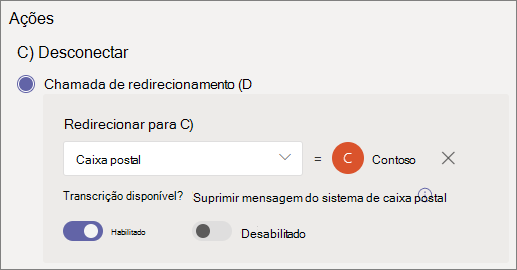 Ações
C) Desconectar
Chamada de redirecionamento (D
Redirecionar para C)
Caixa postal = C Contoso
Transcrição disponível? Suprimir mensagem do sistema de caixa postal
Habilitado Desabilitado